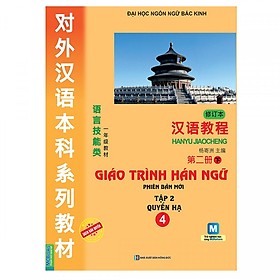 ĐẠI HỌC NGÔN NGỮ BẮC KINH
对外汉语本科系列教材
语言技能类
一年级教材
修订本
汉语教程
HANYU JIAOCHENG
杨寄洲 主编
第二册 下
GIÁO TRÌNH HÁN NGỮ
PHIÊN BẢN MỚI
TẬP 2
QUYỂN HẠ
4